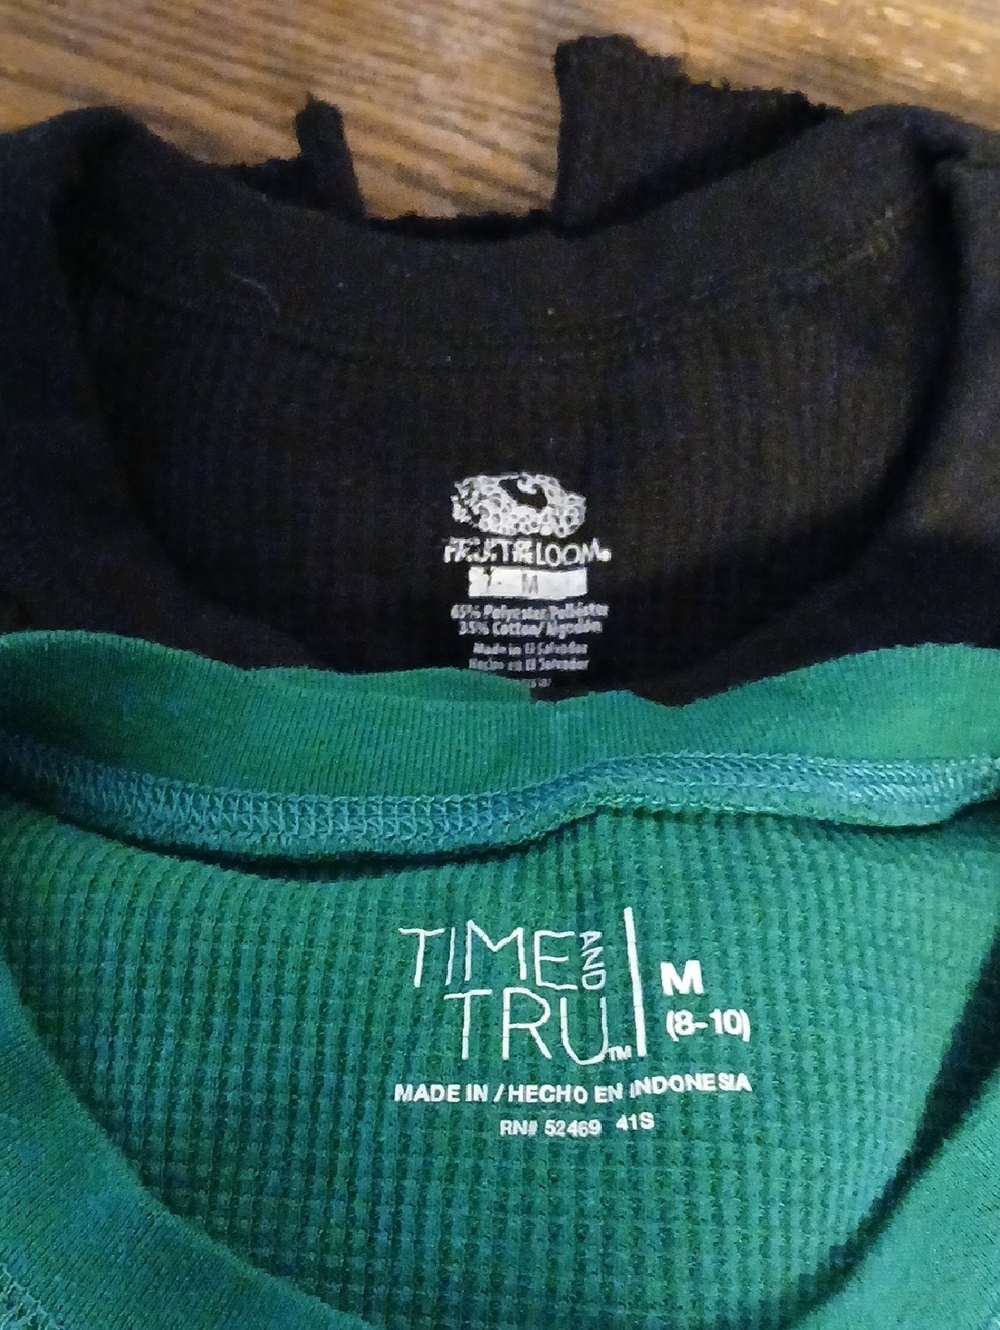 FRUIT OF THE LOOM®
M
65% Polyester/Poliéster
35% Cotton/Algodón
Made in El Salvador
Hecho en El Salvador
TIME AND TRU™
M
(8-10)
MADE IN / HECHO EN INDONESIA
RN# 52469 41S